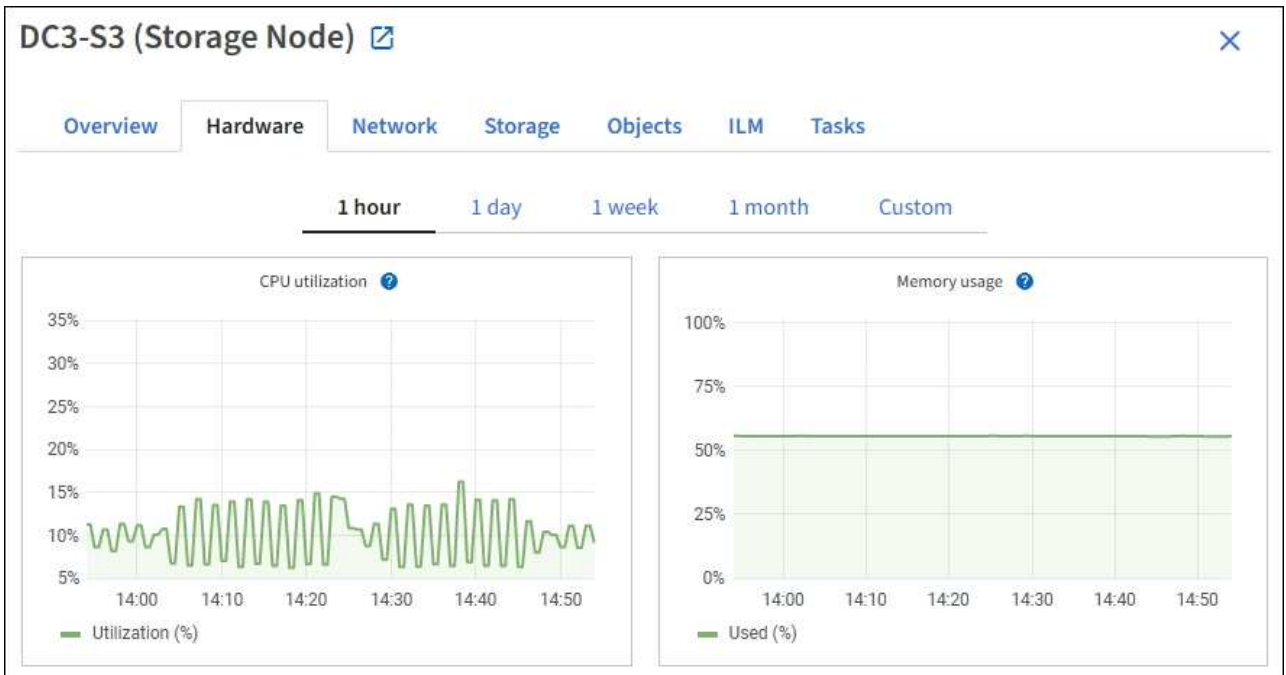 DC3-S3 (Storage Node)
Overview Hardware Network Storage Objects ILM Tasks
1 hour 1 day 1 week 1 month Custom
CPU utilization ?
35%
30%
25%
20%
15%
10%
5%
14:00 14:10 14:20 14:30 14:40 14:50
Utilization (%)
Memory usage ?
100%
75%
50%
25%
0%
14:00 14:10 14:20 14:30 14:40 14:50
Used (%)